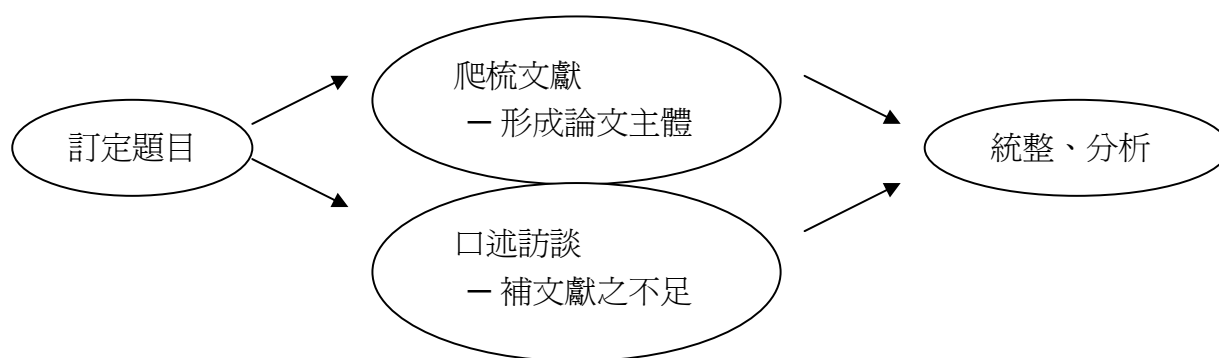 訂定題目
爬梳文獻
－形成論文主體
口述訪談
－補文獻之不足
統整、分析